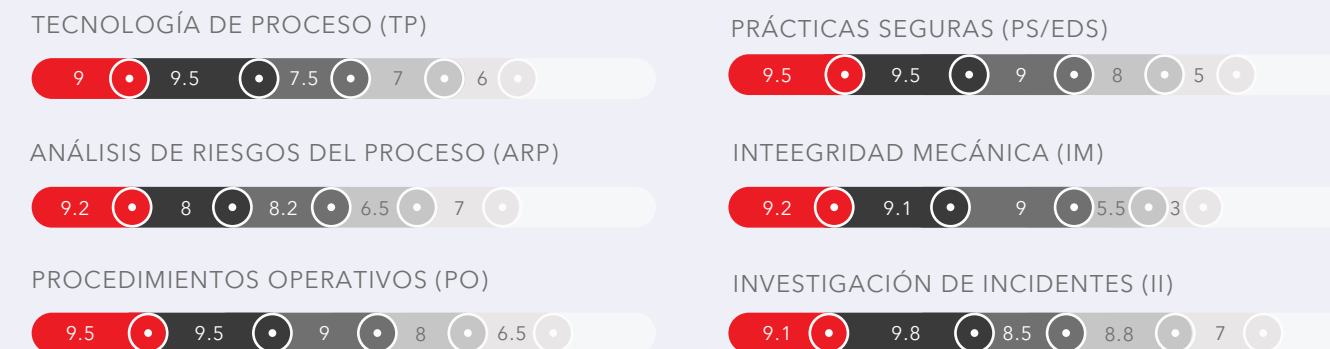 TECNOLOGÍA DE PROCESO (TP)
9 9.5 7.5 7 6
ANÁLISIS DE RIESGOS DEL PROCESO (ARP)
9.2 8 8.2 6.5 7
PROCEDIMIENTOS OPERATIVOS (PO)
9.5 9.5 9 8 6.5
PRÁCTICAS SEGURAS (PS/EDS)
9.5 9.5 9 8 5
INTEEGRIDAD MECÁNICA (IM)
9.2 9.1 9 5.5 3
INVESTIGACIÓN DE INCIDENTES (II)
9.1 9.8 8.5 8.8 7